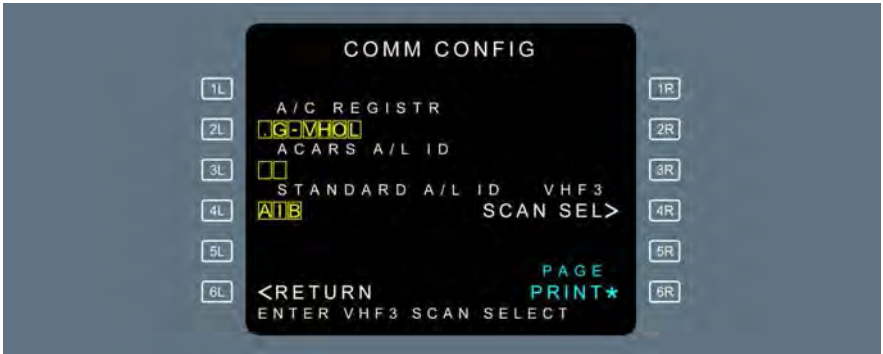 COMM CONFIG
1L 1R
A/C REGISTR
2L .G-VHOL 2R
ACARS A/L ID
3L 3R
STANDARD A/L ID VHF3
4L AIB SCAN SEL> 4R
5L 5R
PAGE
6L <RETURN PRINT* 6R
ENTER VHF3 SCAN SELECT